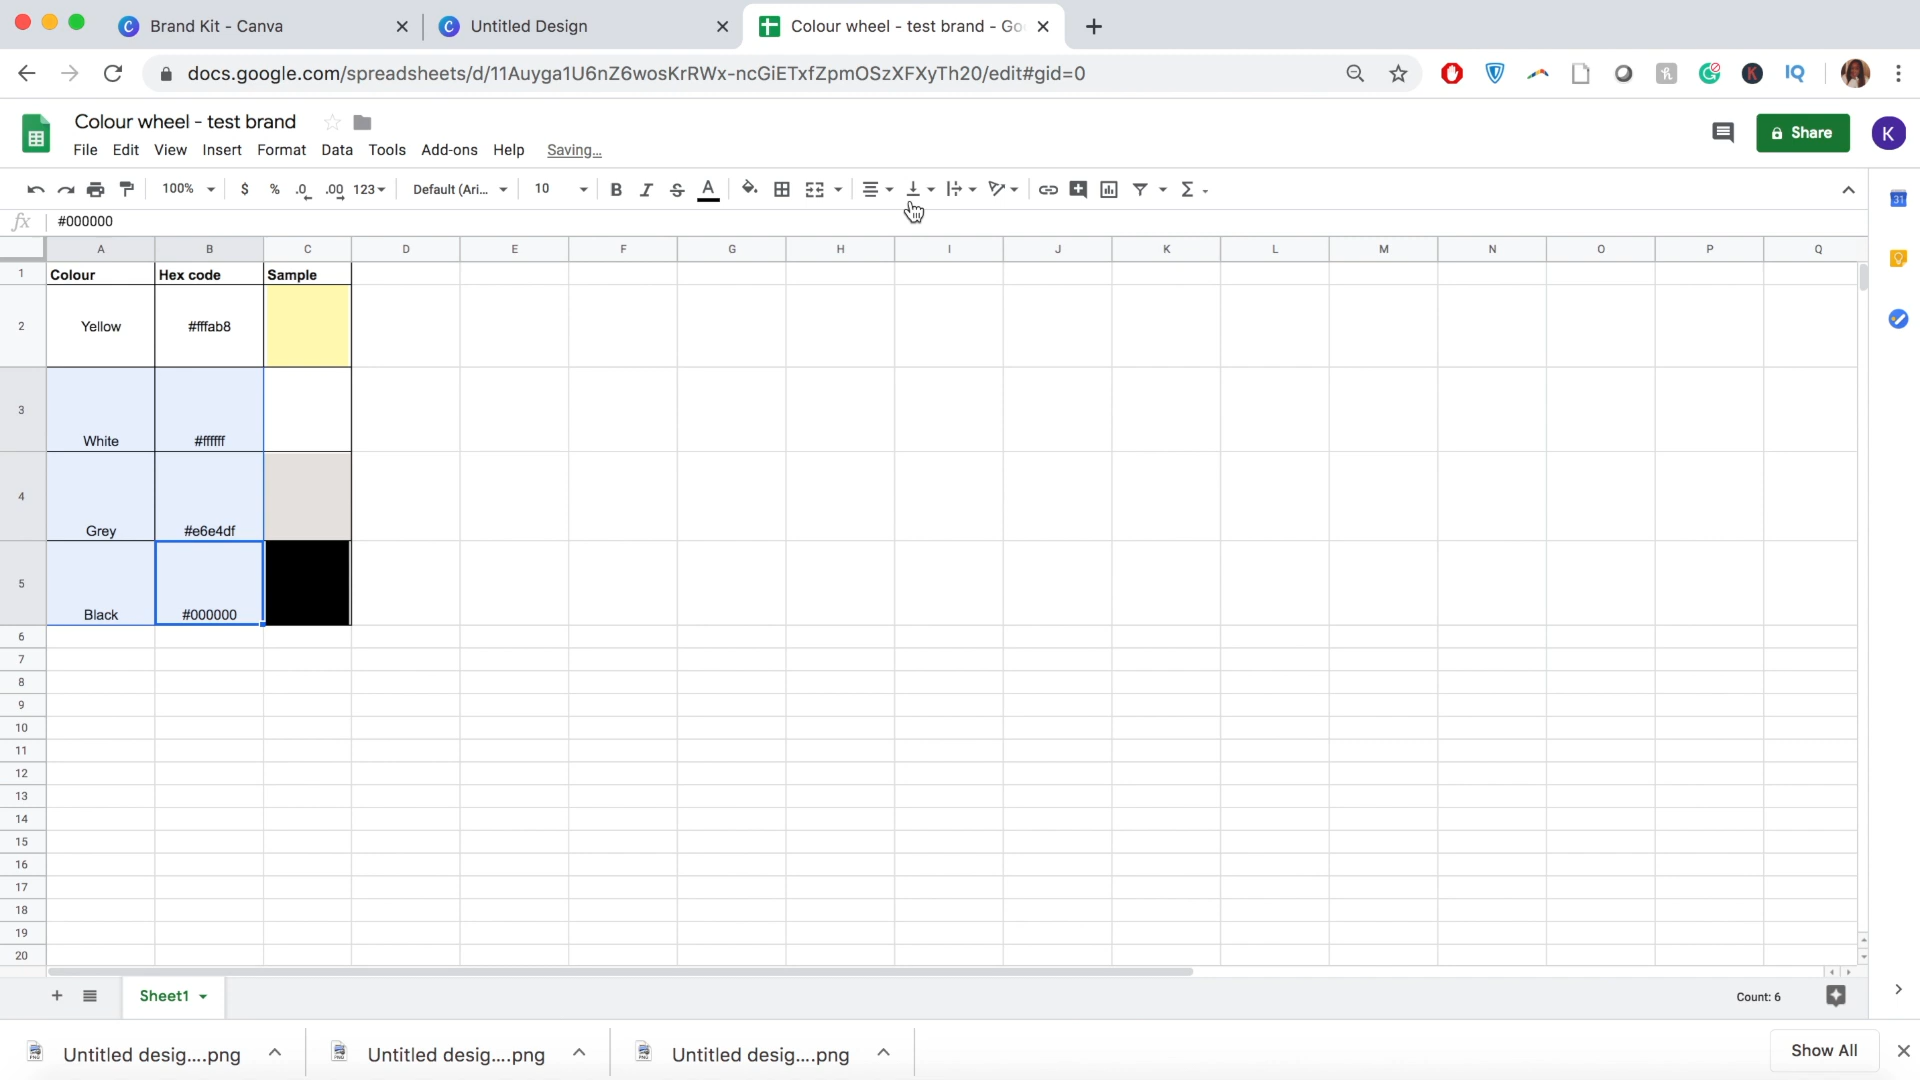 Brand Kit - Canva
Untitled Design
Colour wheel - test brand - Go
docs.google.com/spreadsheets/d/11Auyga1U6nZ6wosKrRWx-ncGiETxfZpmOSzXFXyTh20/edit#gid=0
IQ
Colour wheel - test brand
File Edit View Insert Format Data Tools Add-ons Help Saving...
Share
K
100% $ % .0 .00 123 Default (Ari... 10 B I S A
31
fx #000000
A B C D E F G H I J K L M N O P Q
1 Colour Hex code Sample
2 Yellow #fffab8
3 White #ffffff
4 Grey #e6e4df
5 Black #000000
6
7
8
9
10
11
12
13
14
15
16
17
18
19
20
Sheet1
Count: 6
Untitled desig....png
Untitled desig....png
Untitled desig....png
Show All